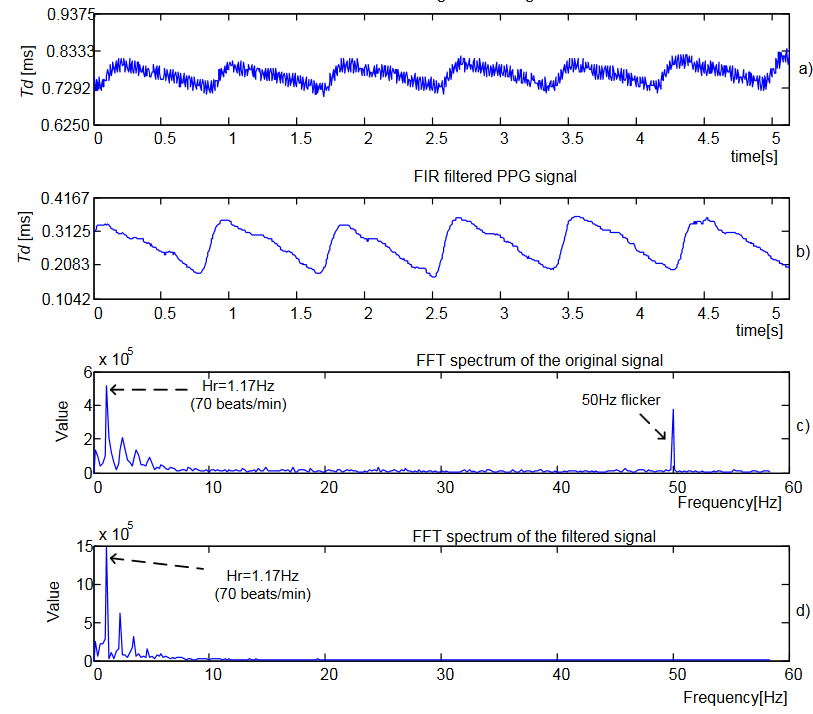 0.9375
0.8333
0.7292
0.6250
Td [ms]
a)
0 0.5 1 1.5 2 2.5 3 3.5 4 4.5 5
time[s]
FIR filtered PPG signal
0.4167
0.3125
0.2083
0.1042
Td [ms]
b)
0 0.5 1 1.5 2 2.5 3 3.5 4 4.5 5
time[s]
x 10^5
FFT spectrum of the original signal
6
4
2
0
Value
Hr=1.17Hz
(70 beats/min)
50Hz flicker
c)
0 10 20 30 40 50 60
Frequency[Hz]
x 10^5
FFT spectrum of the filtered signal
15
10
5
0
Value
Hr=1.17Hz
(70 beats/min)
d)
0 10 20 30 40 50 60
Frequency[Hz]